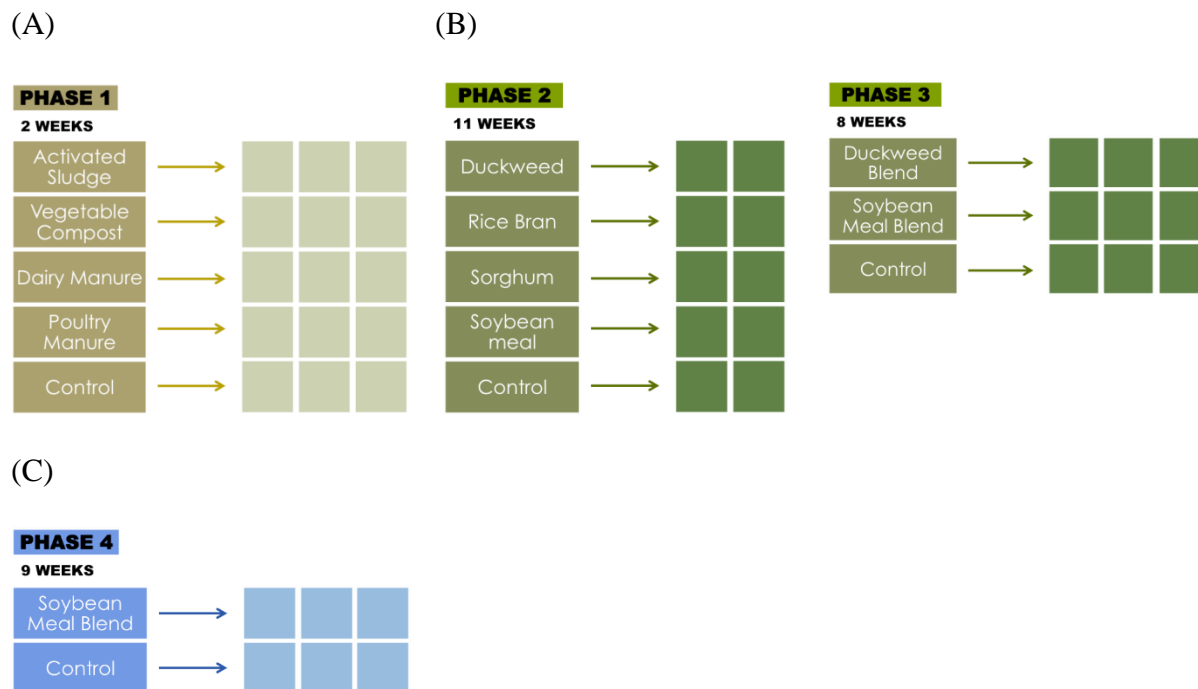 (A)
(B)
PHASE 1
2 WEEKS
Activated
Sludge
Vegetable
Compost
Dairy Manure
Poultry
Manure
Control
PHASE 2
11 WEEKS
Duckweed
Rice Bran
Sorghum
Soybean
meal
Control
PHASE 3
8 WEEKS
Duckweed
Blend
Soybean
Meal Blend
Control
(C)
PHASE 4
9 WEEKS
Soybean
Meal Blend
Control